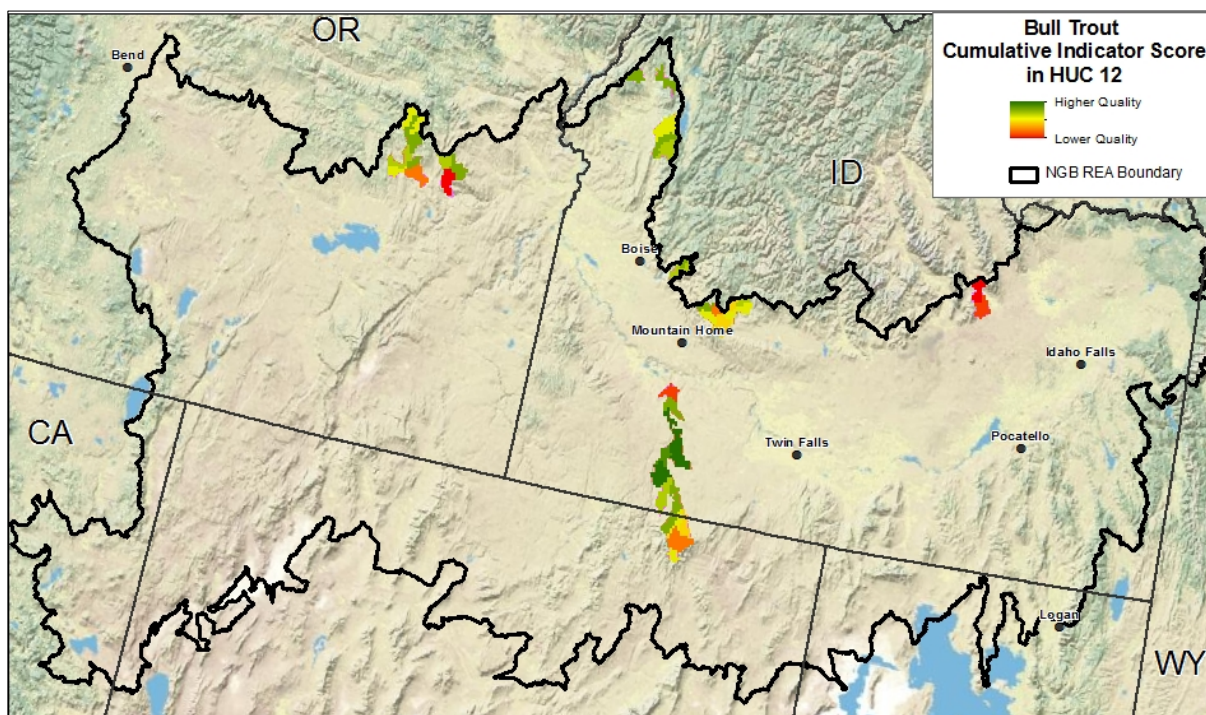 OR
Bend
Bull Trout
Cumulative Indicator Score
in HUC 12
Higher Quality
Lower Quality
NGB REA Boundary
ID
Boise
Mountain Home
Idaho Falls
CA
Twin Falls
Pocatello
Logan
WY